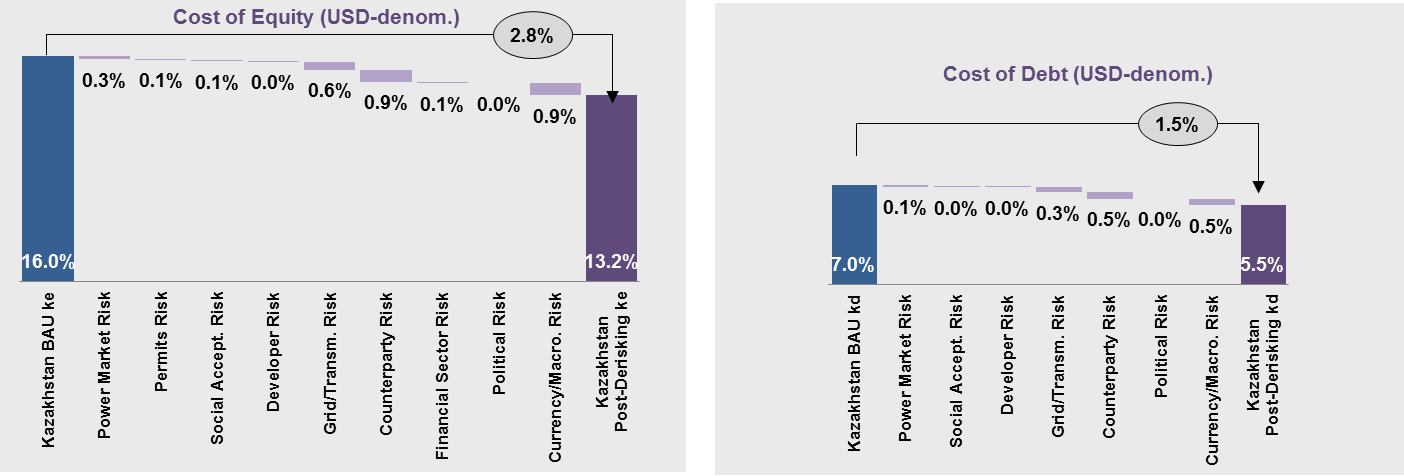 Cost of Equity (USD-denom.)
2.8%
0.3%
0.1%
0.1%
0.0%
0.6%
0.9%
0.1%
0.0%
0.9%
16.0%
13.2%
Kazakhstan BAU ke
Power Market Risk
Permits Risk
Social Accept. Risk
Developer Risk
Grid/Transm. Risk
Counterparty Risk
Financial Sector Risk
Political Risk
Currency/Macro. Risk
Kazakhstan
Post-Derisking ke
Cost of Debt (USD-denom.)
1.5%
0.1%
0.0%
0.0%
0.3%
0.5%
0.0%
0.5%
7.0%
5.5%
Kazakhstan BAU kd
Power Market Risk
Social Accept. Risk
Developer Risk
Grid/Transm. Risk
Counterparty Risk
Political Risk
Currency/Macro. Risk
Kazakhstan
Post-Derisking kd